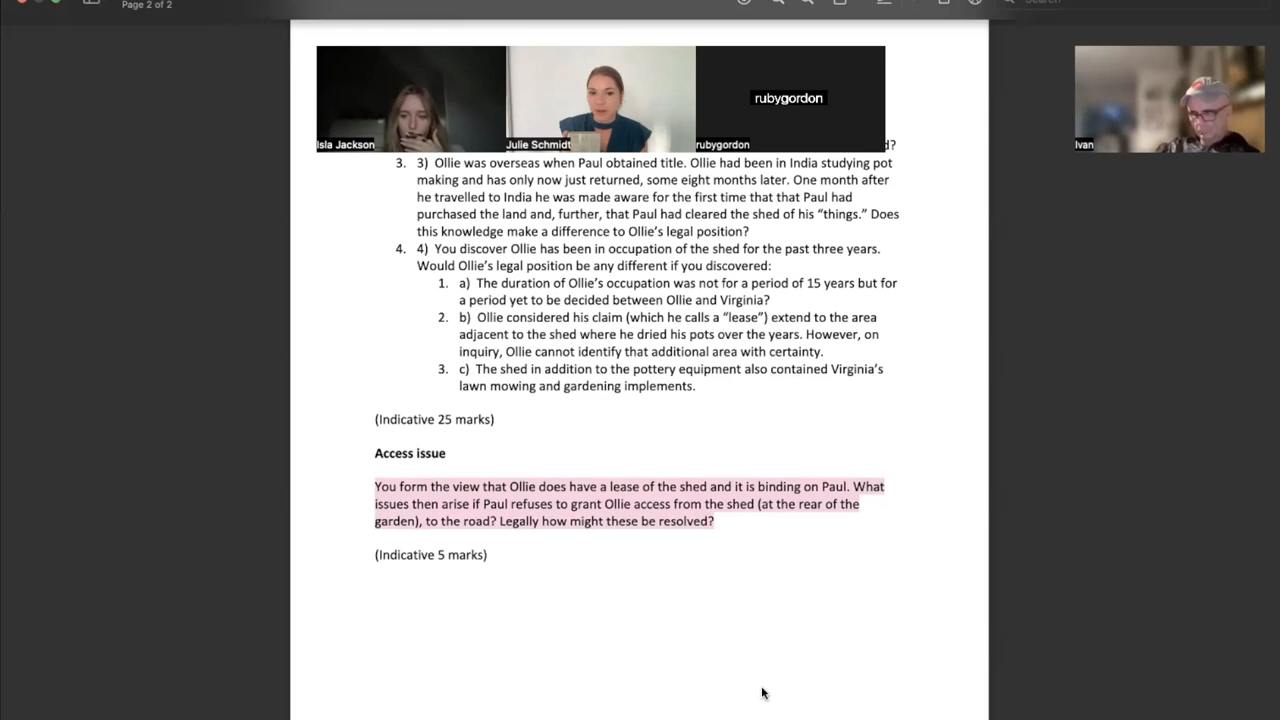 Page 2 of 2
Search
rubygordon
Isla Jackson
Julie Schmidt
rubygordon
Ivan
d?
3. 3) Ollie was overseas when Paul obtained title. Ollie had been in India studying pot
making and has only now just returned, some eight months later. One month after
he travelled to India he was made aware for the first time that that Paul had
purchased the land and, further, that Paul had cleared the shed of his “things.” Does
this knowledge make a difference to Ollie’s legal position?
4. 4) You discover Ollie has been in occupation of the shed for the past three years.
Would Ollie’s legal position be any different if you discovered:
1. a) The duration of Ollie’s occupation was not for a period of 15 years but for
a period yet to be decided between Ollie and Virginia?
2. b) Ollie considered his claim (which he calls a “lease”) extend to the area
adjacent to the shed where he dried his pots over the years. However, on
inquiry, Ollie cannot identify that additional area with certainty.
3. c) The shed in addition to the pottery equipment also contained Virginia’s
lawn mowing and gardening implements.
(Indicative 25 marks)
Access issue
You form the view that Ollie does have a lease of the shed and it is binding on Paul. What
issues then arise if Paul refuses to grant Ollie access from the shed (at the rear of the
garden), to the road? Legally how might these be resolved?
(Indicative 5 marks)